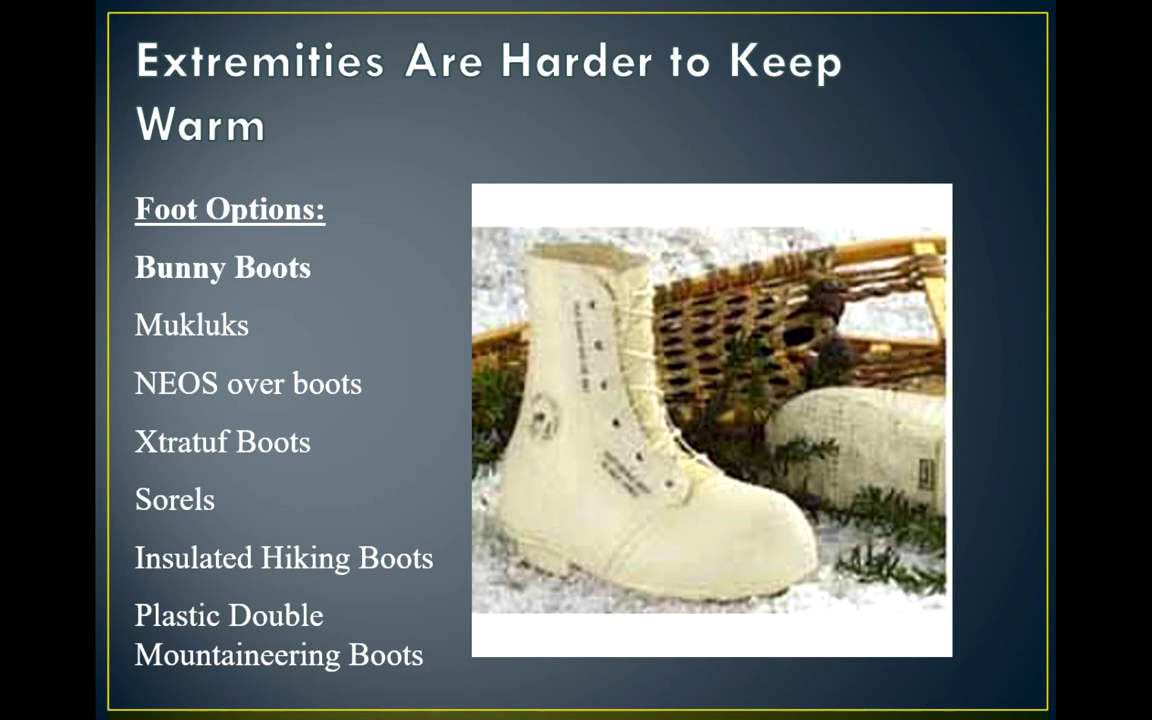 Extremities Are Harder to Keep
Warm
Foot Options:
Bunny Boots
Mukluks
NEOS over boots
Xtratuf Boots
Sorels
Insulated Hiking Boots
Plastic Double
Mountaineering Boots